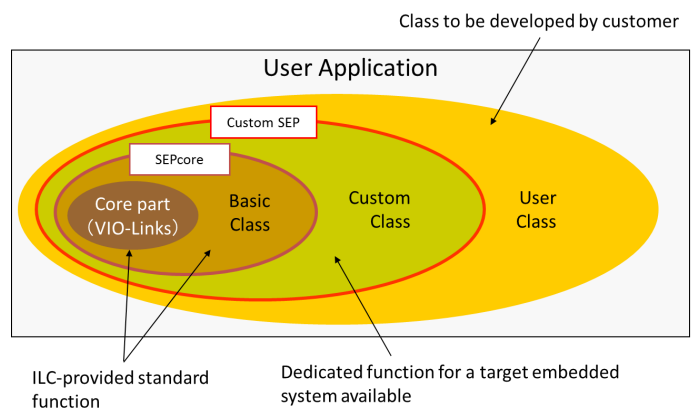 Class to be developed by customer
User Application
Custom SEP
SEPcore
Core part
（VIO-Links）
Basic
Class
Custom
Class
User
Class
ILC-provided standard
function
Dedicated function for a target embedded
system available